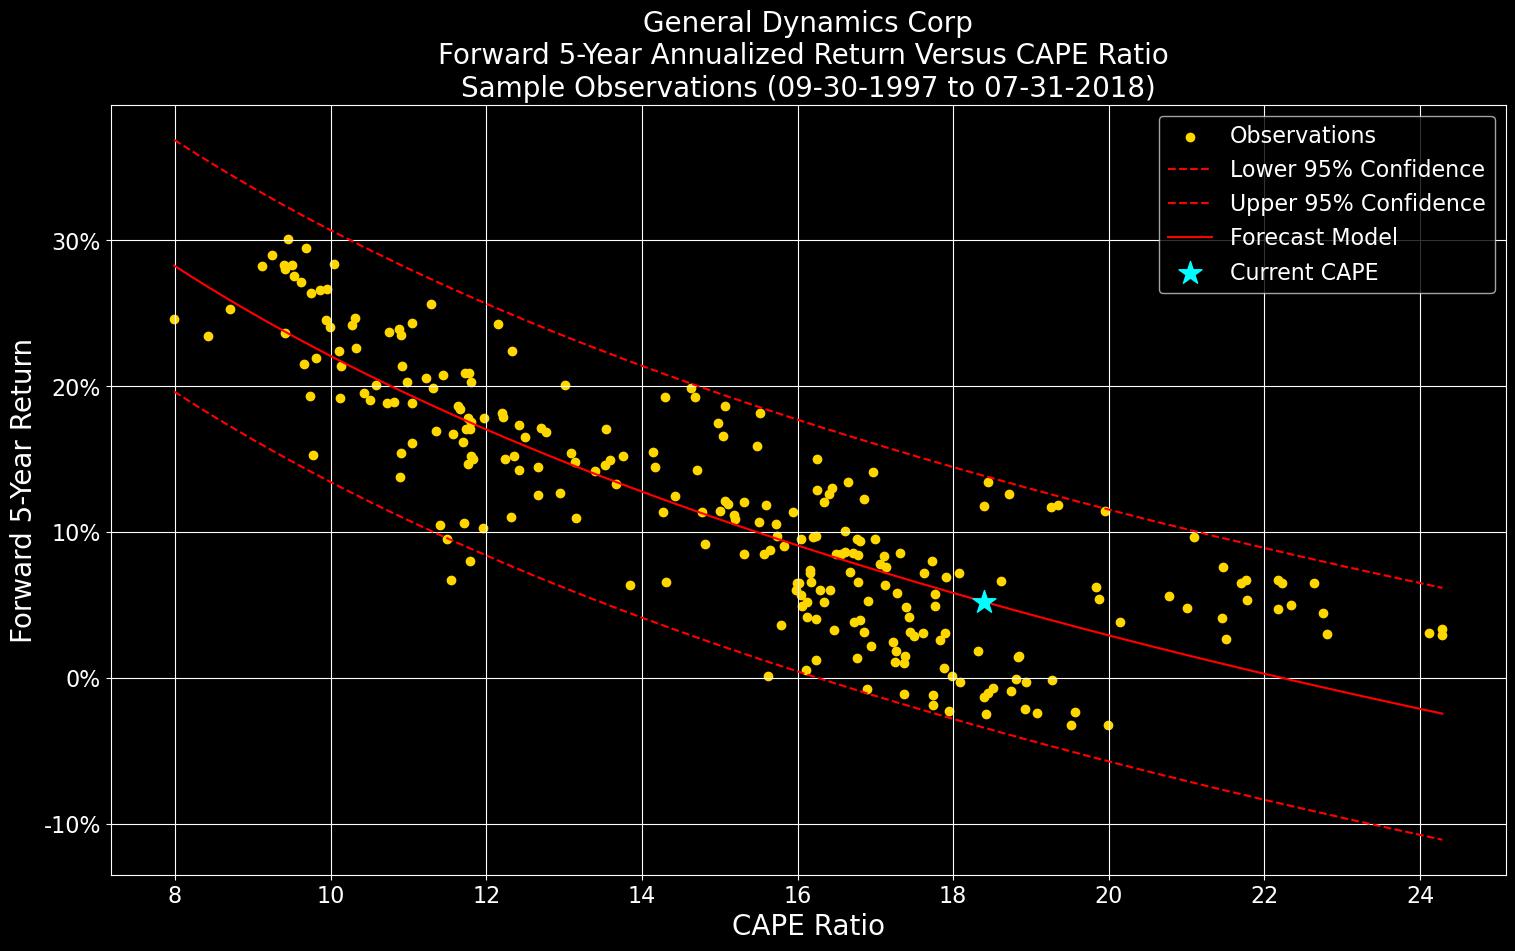 General Dynamics Corp
Forward 5-Year Annualized Return Versus CAPE Ratio
Sample Observations (09-30-1997 to 07-31-2018)
Observations
Lower 95% Confidence
Upper 95% Confidence
Forecast Model
Current CAPE
Forward 5-Year Return
30%
20%
10%
0%
-10%
8 10 12 14 16 18 20 22 24
CAPE Ratio